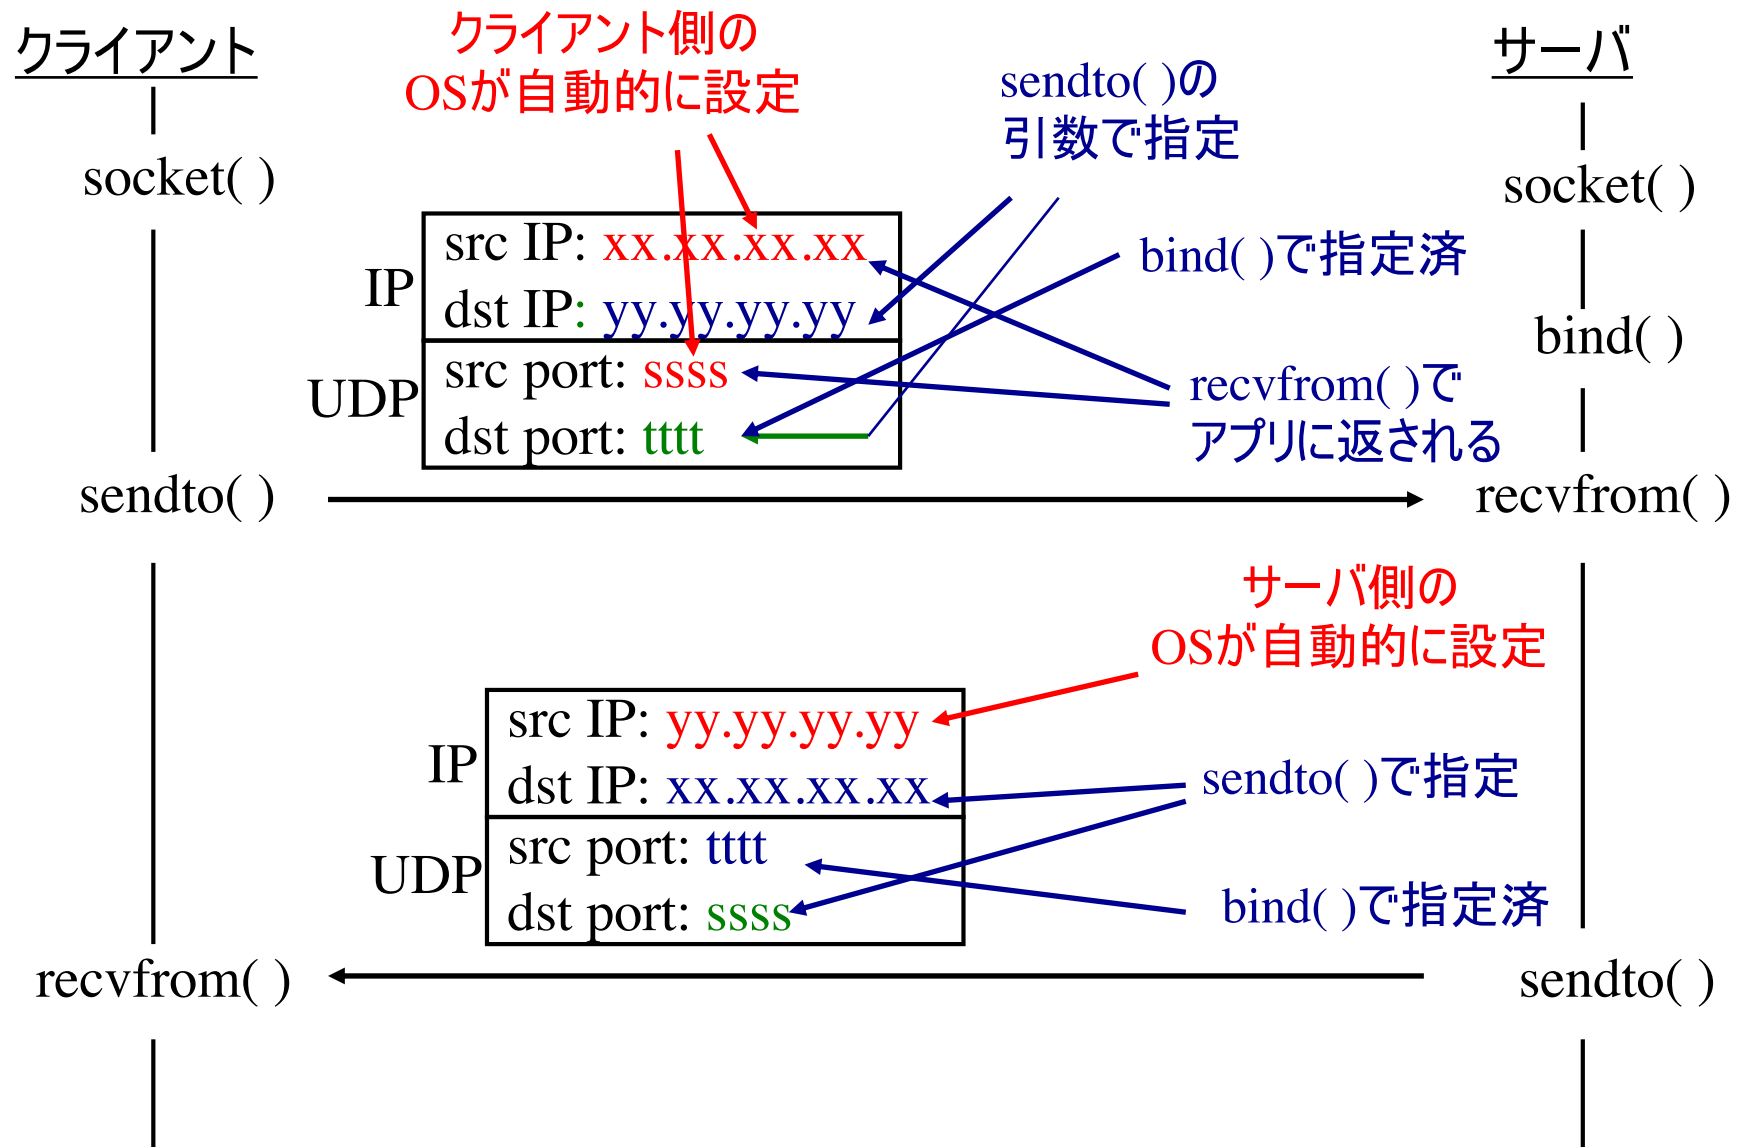 クライアント
クライアント側の
OSが自動的に設定
sendto( )の
引数で指定
サーバ
socket( )
socket( )
IP
src IP: xx.xx.xx.xx
dst IP: yy.yy.yy.yy
bind( )で指定済
bind( )
UDP
src port: ssss
dst port: tttt
recvfrom( )で
アプリに返される
sendto( )
recvfrom( )
サーバ側の
OSが自動的に設定
IP
src IP: yy.yy.yy.yy
dst IP: xx.xx.xx.xx
sendto( )で指定
UDP
src port: tttt
dst port: ssss
bind( )で指定済
recvfrom( )
sendto( )